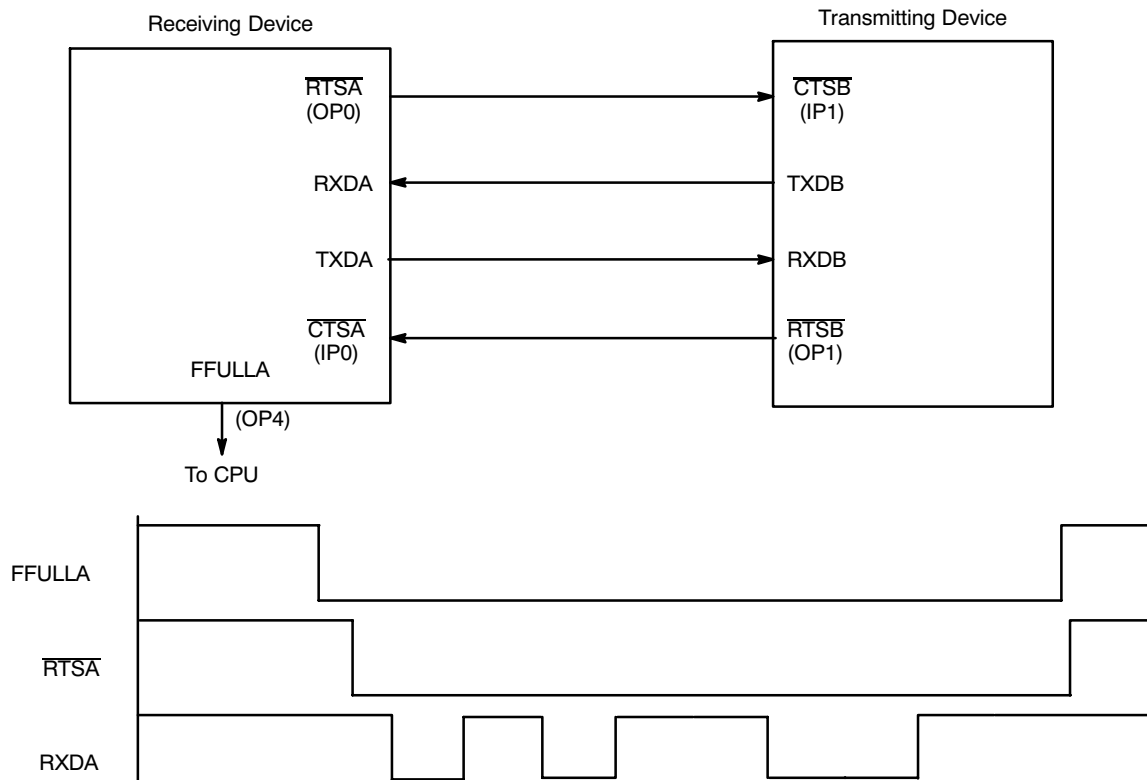 Receiving Device
Transmitting Device
RTSA
(OP0)
CTSB
(IP1)
RXDA
TXDB
TXDA
RXDB
CTSA
(IP0)
RTSB
(OP1)
FFULLA
(OP4)
To CPU
FFULLA
RTSA
RXDA